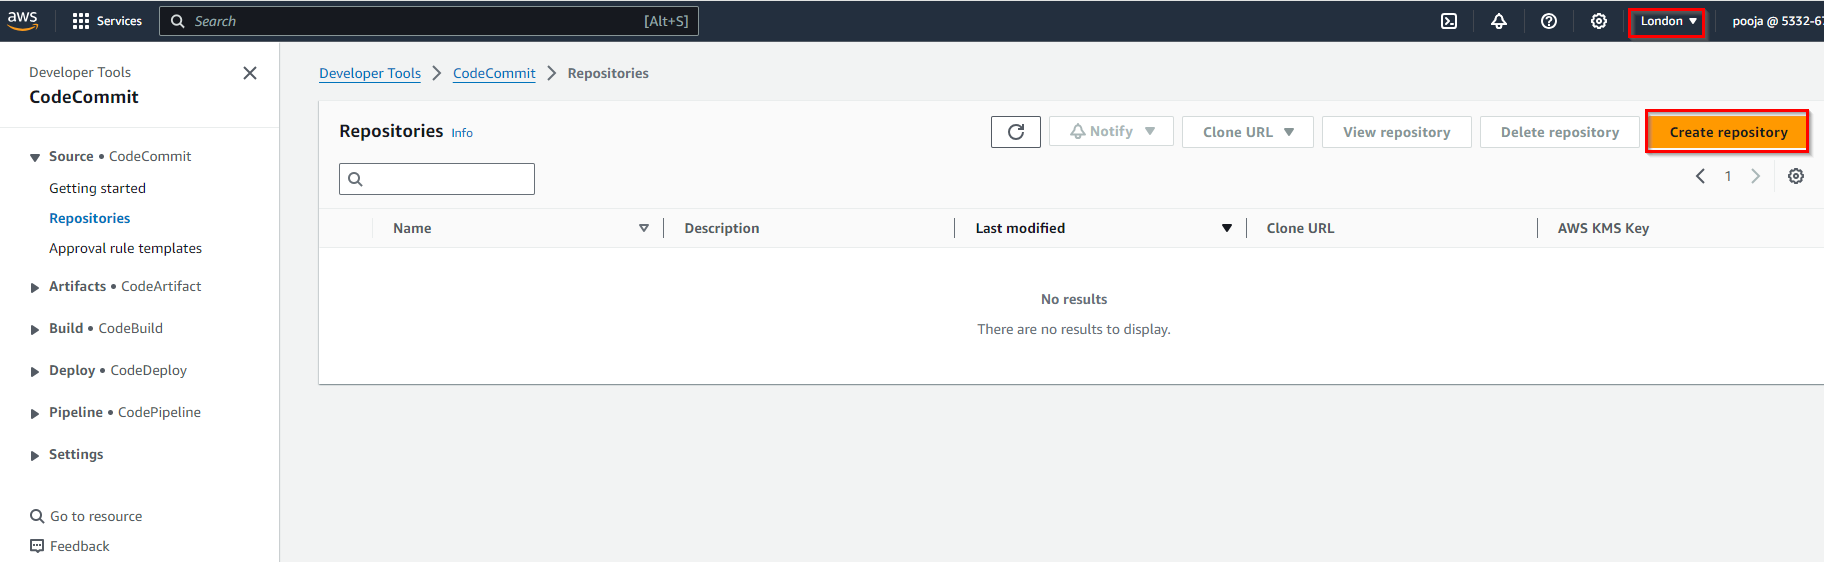 aws Services Search [Alt+S] London pooja @ 5332-67
Developer Tools
CodeCommit
Source • CodeCommit
Getting started
Repositories
Approval rule templates
Artifacts • CodeArtifact
Build • CodeBuild
Deploy • CodeDeploy
Pipeline • CodePipeline
Settings
Go to resource
Feedback
Developer Tools CodeCommit Repositories
Repositories Info Notify Clone URL View repository Delete repository Create repository
1
Name Description Last modified Clone URL AWS KMS Key
No results
There are no results to display.